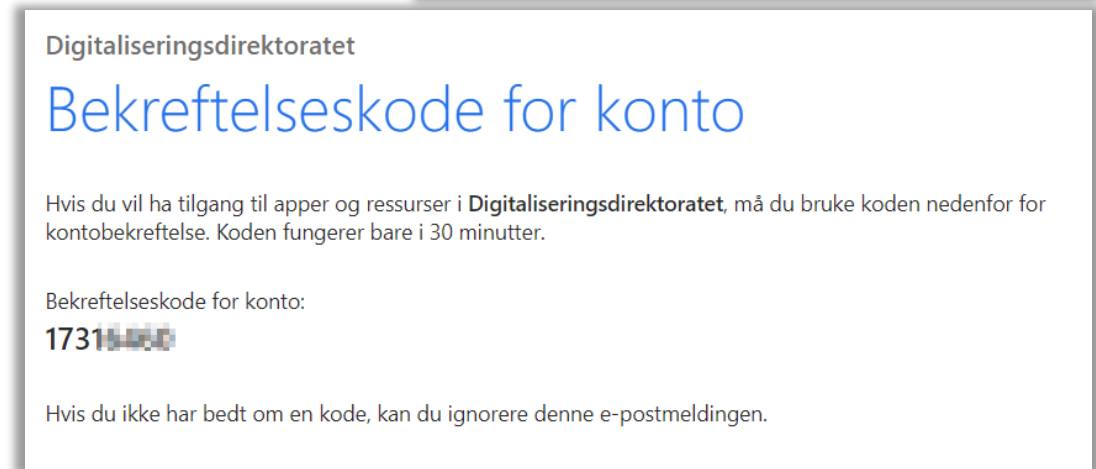 Digitaliseringsdirektoratet
Bekreftelseskode for konto
Hvis du vil ha tilgang til apper og ressurser i Digitaliseringsdirektoratet, må du bruke koden nedenfor for
kontobekreftelse. Koden fungerer bare i 30 minutter.
Bekreftelseskode for konto:
1731
Hvis du ikke har bedt om en kode, kan du ignorere denne e-postmeldingen.